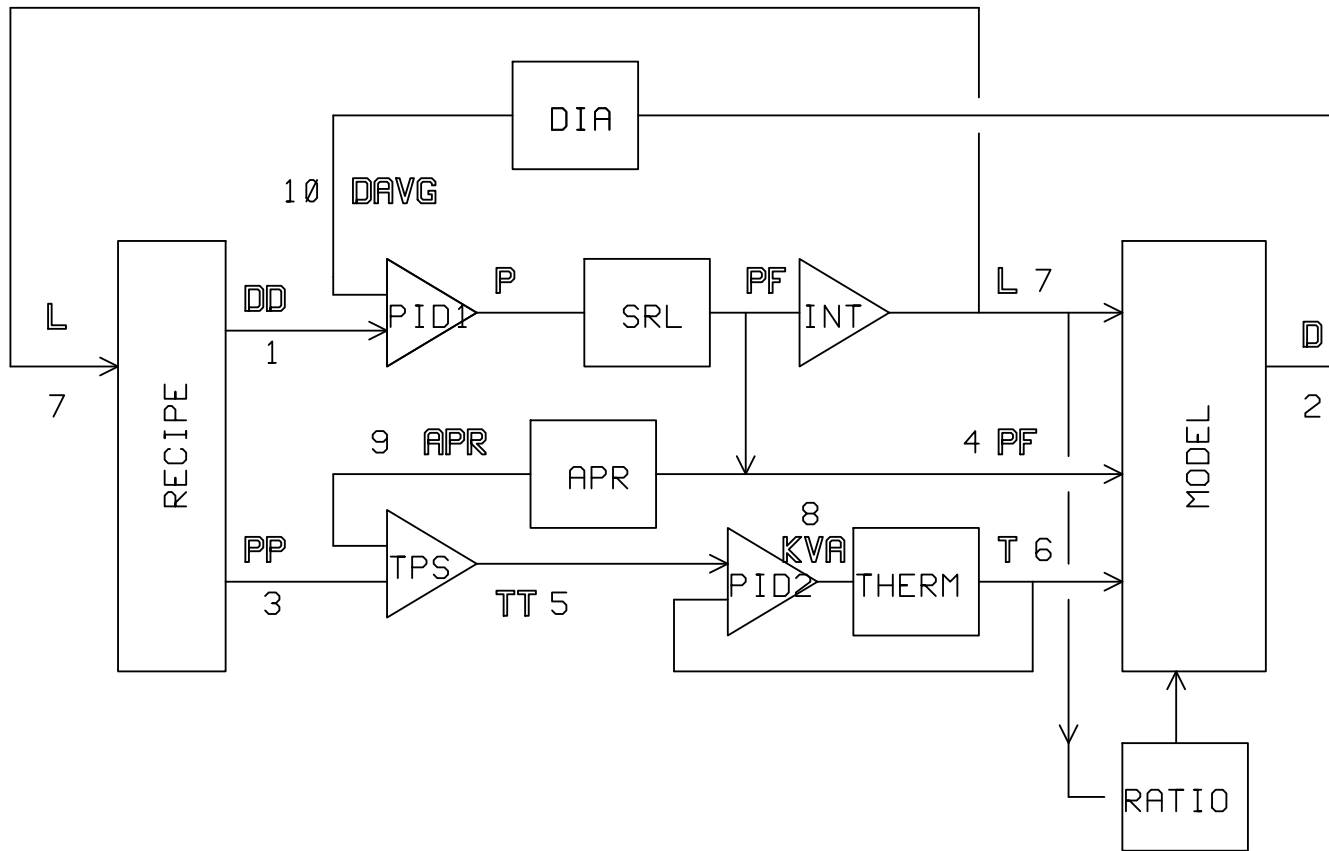 DIA
10 DAVG
L
DD
P
PF
L 7
PID1
SRL
INT
D
1
7
2
RECIPE
9 APR
4 PF
MODEL
APR
8
PP
KVA
T 6
TPS
PID2
THERM
3
TT 5
RATIO